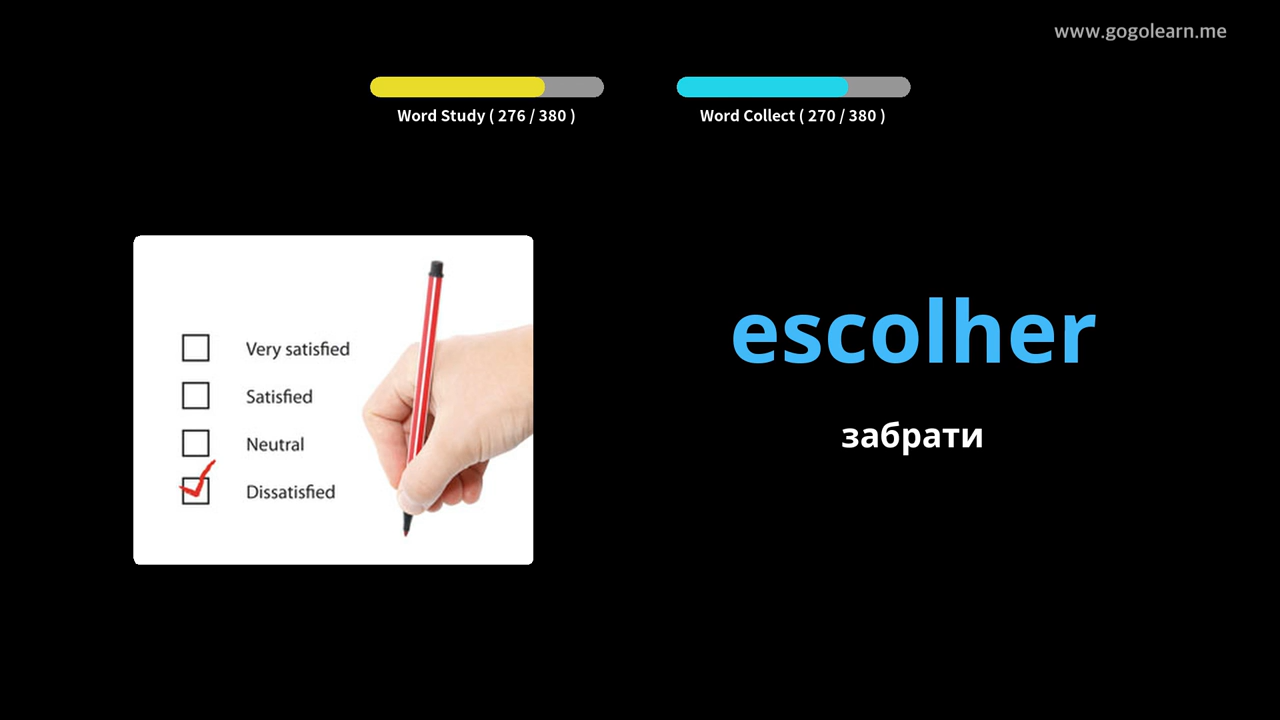 www.gogolearn.me
Word Study ( 276 / 380 )
Word Collect ( 270 / 380 )
Very satisfied
Satisfied
Neutral
Dissatisfied
escolher
забрати